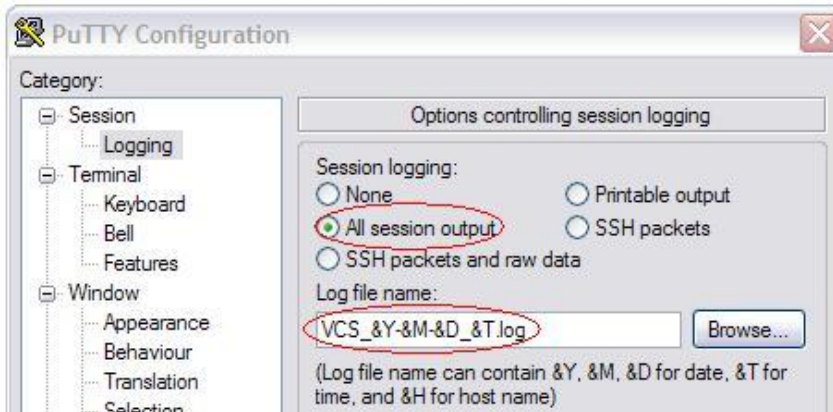 PuTTY Configuration
Category:
Session
Logging
Terminal
Keyboard
Bell
Features
Window
Appearance
Behaviour
Translation
Selection
Options controlling session logging
Session logging:
None
Printable output
All session output
SSH packets
SSH packets and raw data
Log file name:
VCS_&Y-&M-&D_&T.log
Browse...
(Log file name can contain &Y, &M, &D for date, &T for
time, and &H for host name)